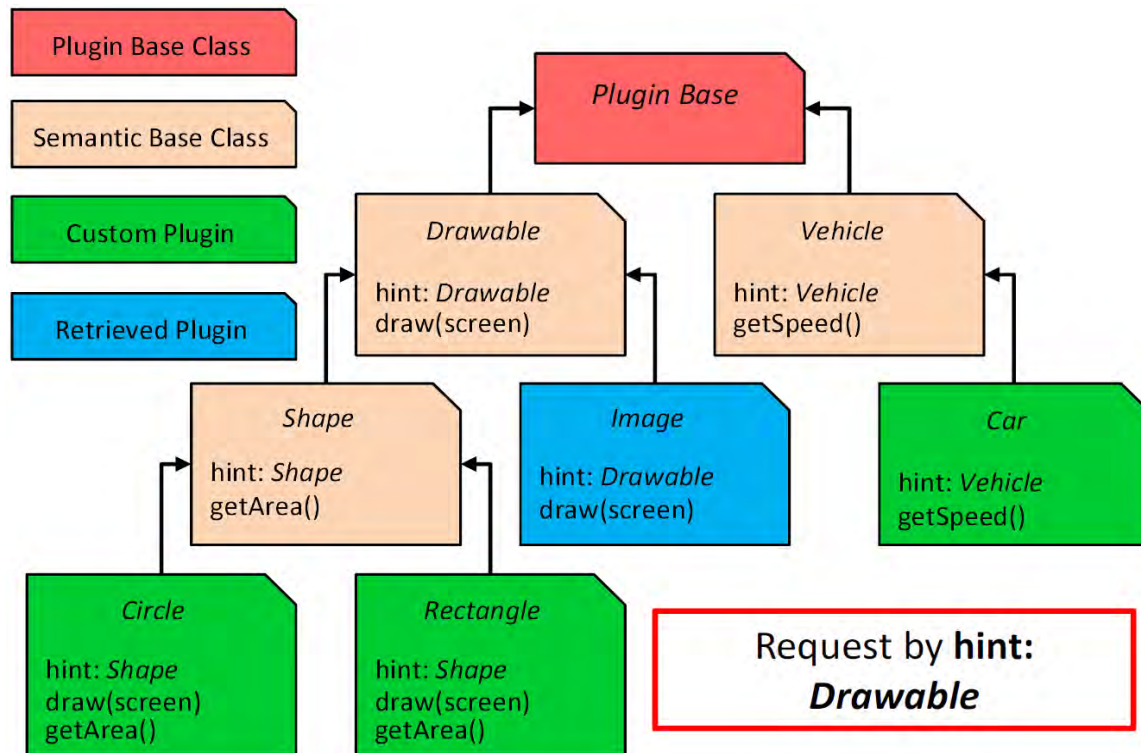 Plugin Base Class
Semantic Base Class
Custom Plugin
Retrieved Plugin
Plugin Base
Drawable
hint: Drawable
draw(screen)
Vehicle
hint: Vehicle
getSpeed()
Shape
hint: Shape
getArea()
Image
hint: Drawable
draw(screen)
Car
hint: Vehicle
getSpeed()
Circle
hint: Shape
draw(screen)
getArea()
Rectangle
hint: Shape
draw(screen)
getArea()
Request by hint:
Drawable